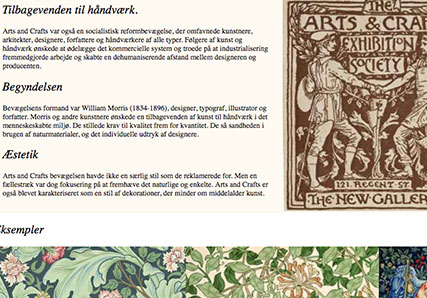 Tilbagevenden til håndværk.
Arts and Crafts var også en socialistisk reformbevægelse, der omfavnede kunstnere,
arkitekter, designere, forfattere og håndværkere af alle typer. Følgere af kunst og
håndværk ønskede at ødelægge det kommercielle system og troede på at industrialisering
fremmedgjorde arbejde og skabte en dehumaniserende afstand mellem designeren og
producenten.
Begyndelsen
Bevægelsens formand var William Morris (1834-1896), designer, typograf, illustrator og
forfatter. Morris og andre kunstnere ønskede en tilbagevenden af kunst til håndværk i det
menneskeskabte miljø. De stillede krav til kvalitet frem for kvantitet. De så sandheden i
brugen af naturmaterialer, og det individuelle udtryk af designere.
Æstetik
Arts and Crafts bevægelsen havde ikke en særlig stil som de reklamerede for. Men en
fællestræk var dog fokusering på at fremhæve det naturlige og enkelte. Arts and Crafts er
også blevet karakteriseret som en stil af dekorationer, der minder om middelalder kunst.
THE
ARTS & CRA
EXHIBITION
SOCIETY
121. REGENT·ST.
THE·NEW·GALLER
ksempler